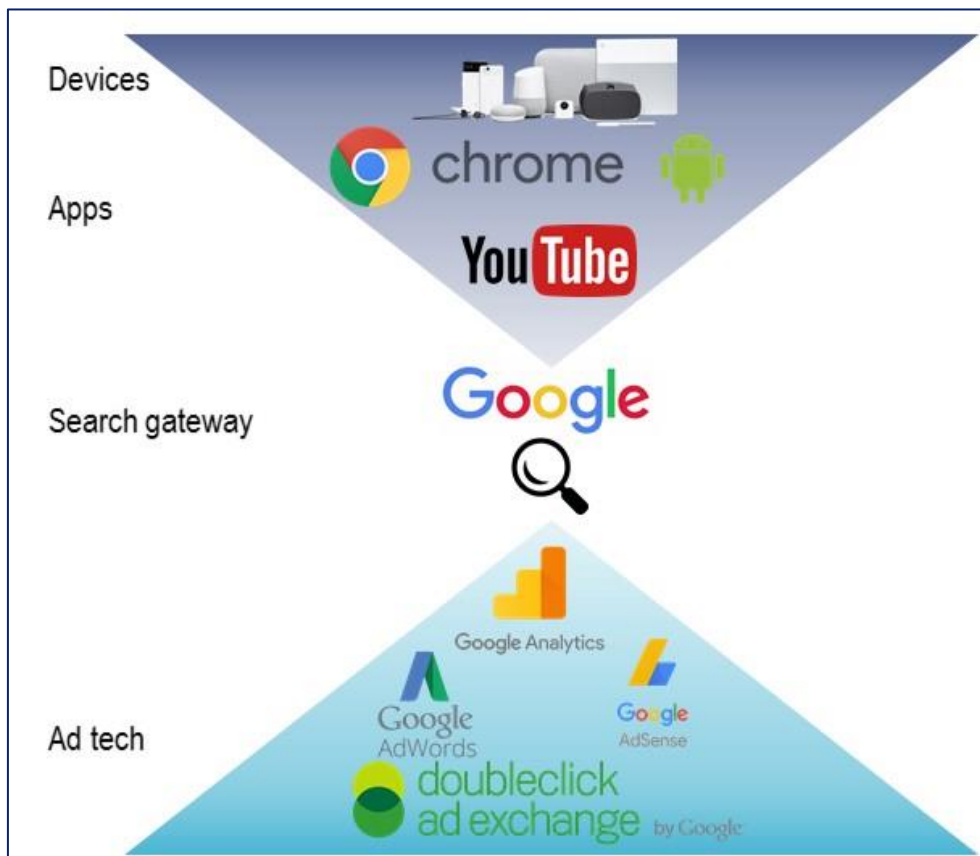 Devices
chrome
Apps
YouTube
Google
Search gateway
Google Analytics
Google
AdWords
Google
AdSense
Ad tech
doubleclick
ad exchange by Google